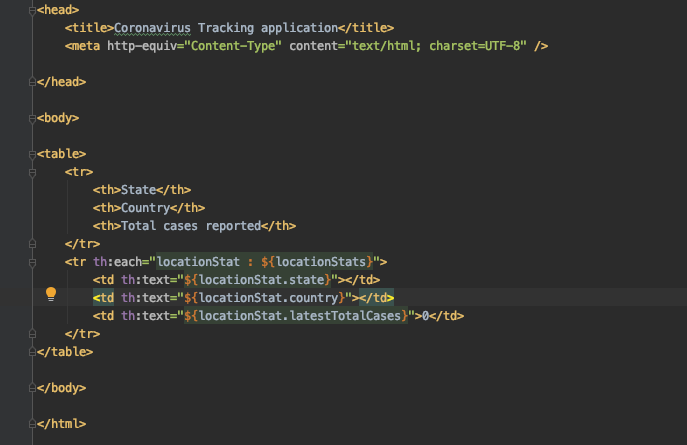 <head>
    <title>Coronavirus Tracking application</title>
    <meta http-equiv="Content-Type" content="text/html; charset=UTF-8" />
</head>
<body>
<table>
    <tr>
        <th>State</th>
        <th>Country</th>
        <th>Total cases reported</th>
    </tr>
    <tr th:each="locationStat : ${locationStats}">
        <td th:text="${locationStat.state}"></td>
        <td th:text="${locationStat.country}"></td>
        <td th:text="${locationStat.latestTotalCases}">0</td>
    </tr>
</table>
</body>
</html>